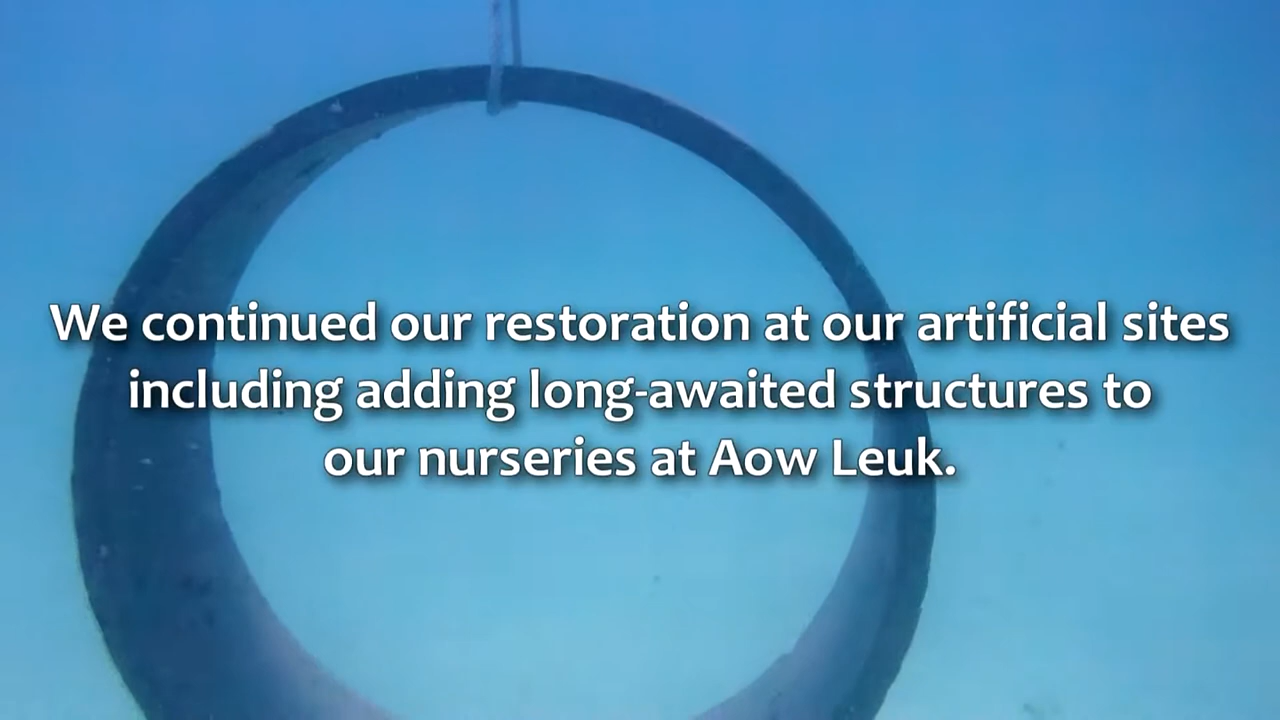 We continued our restoration at our artificial sites
including adding long-awaited structures to
our nurseries at Aow Leuk.